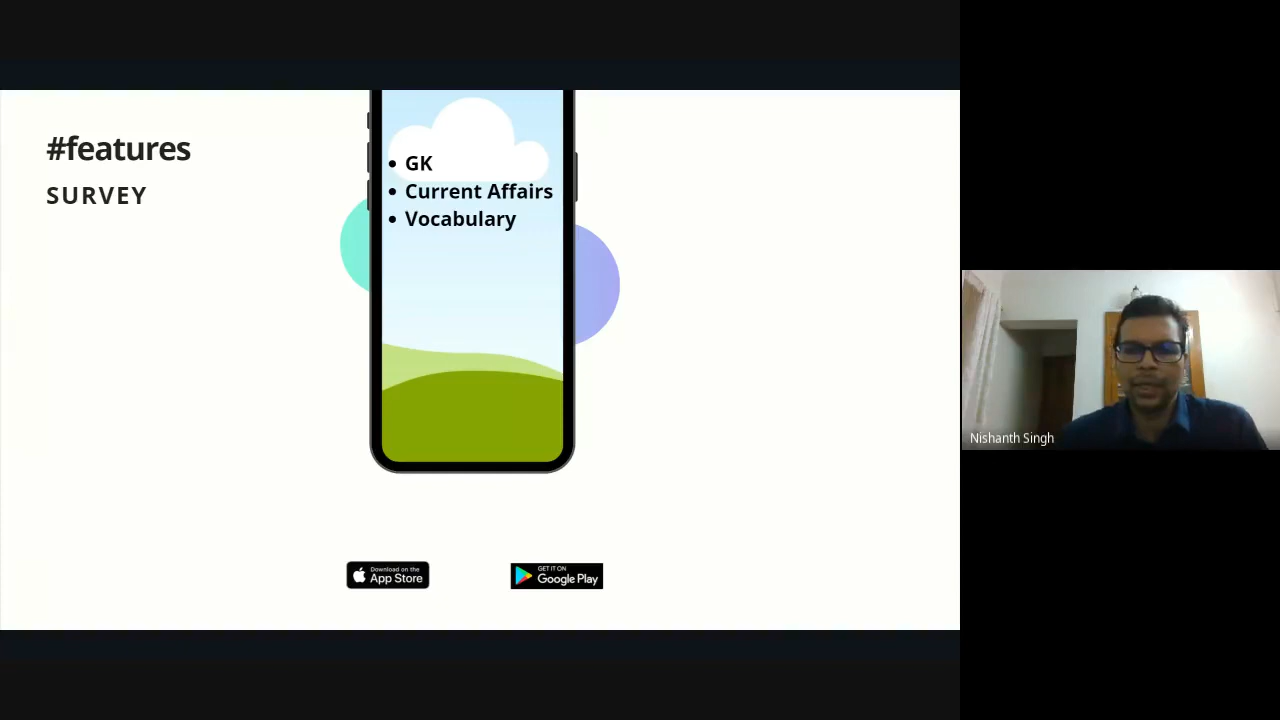 #features
SURVEY
GK
Current Affairs
Vocabulary
Download on the
App Store
GET IT ON
Google Play
Nishanth Singh